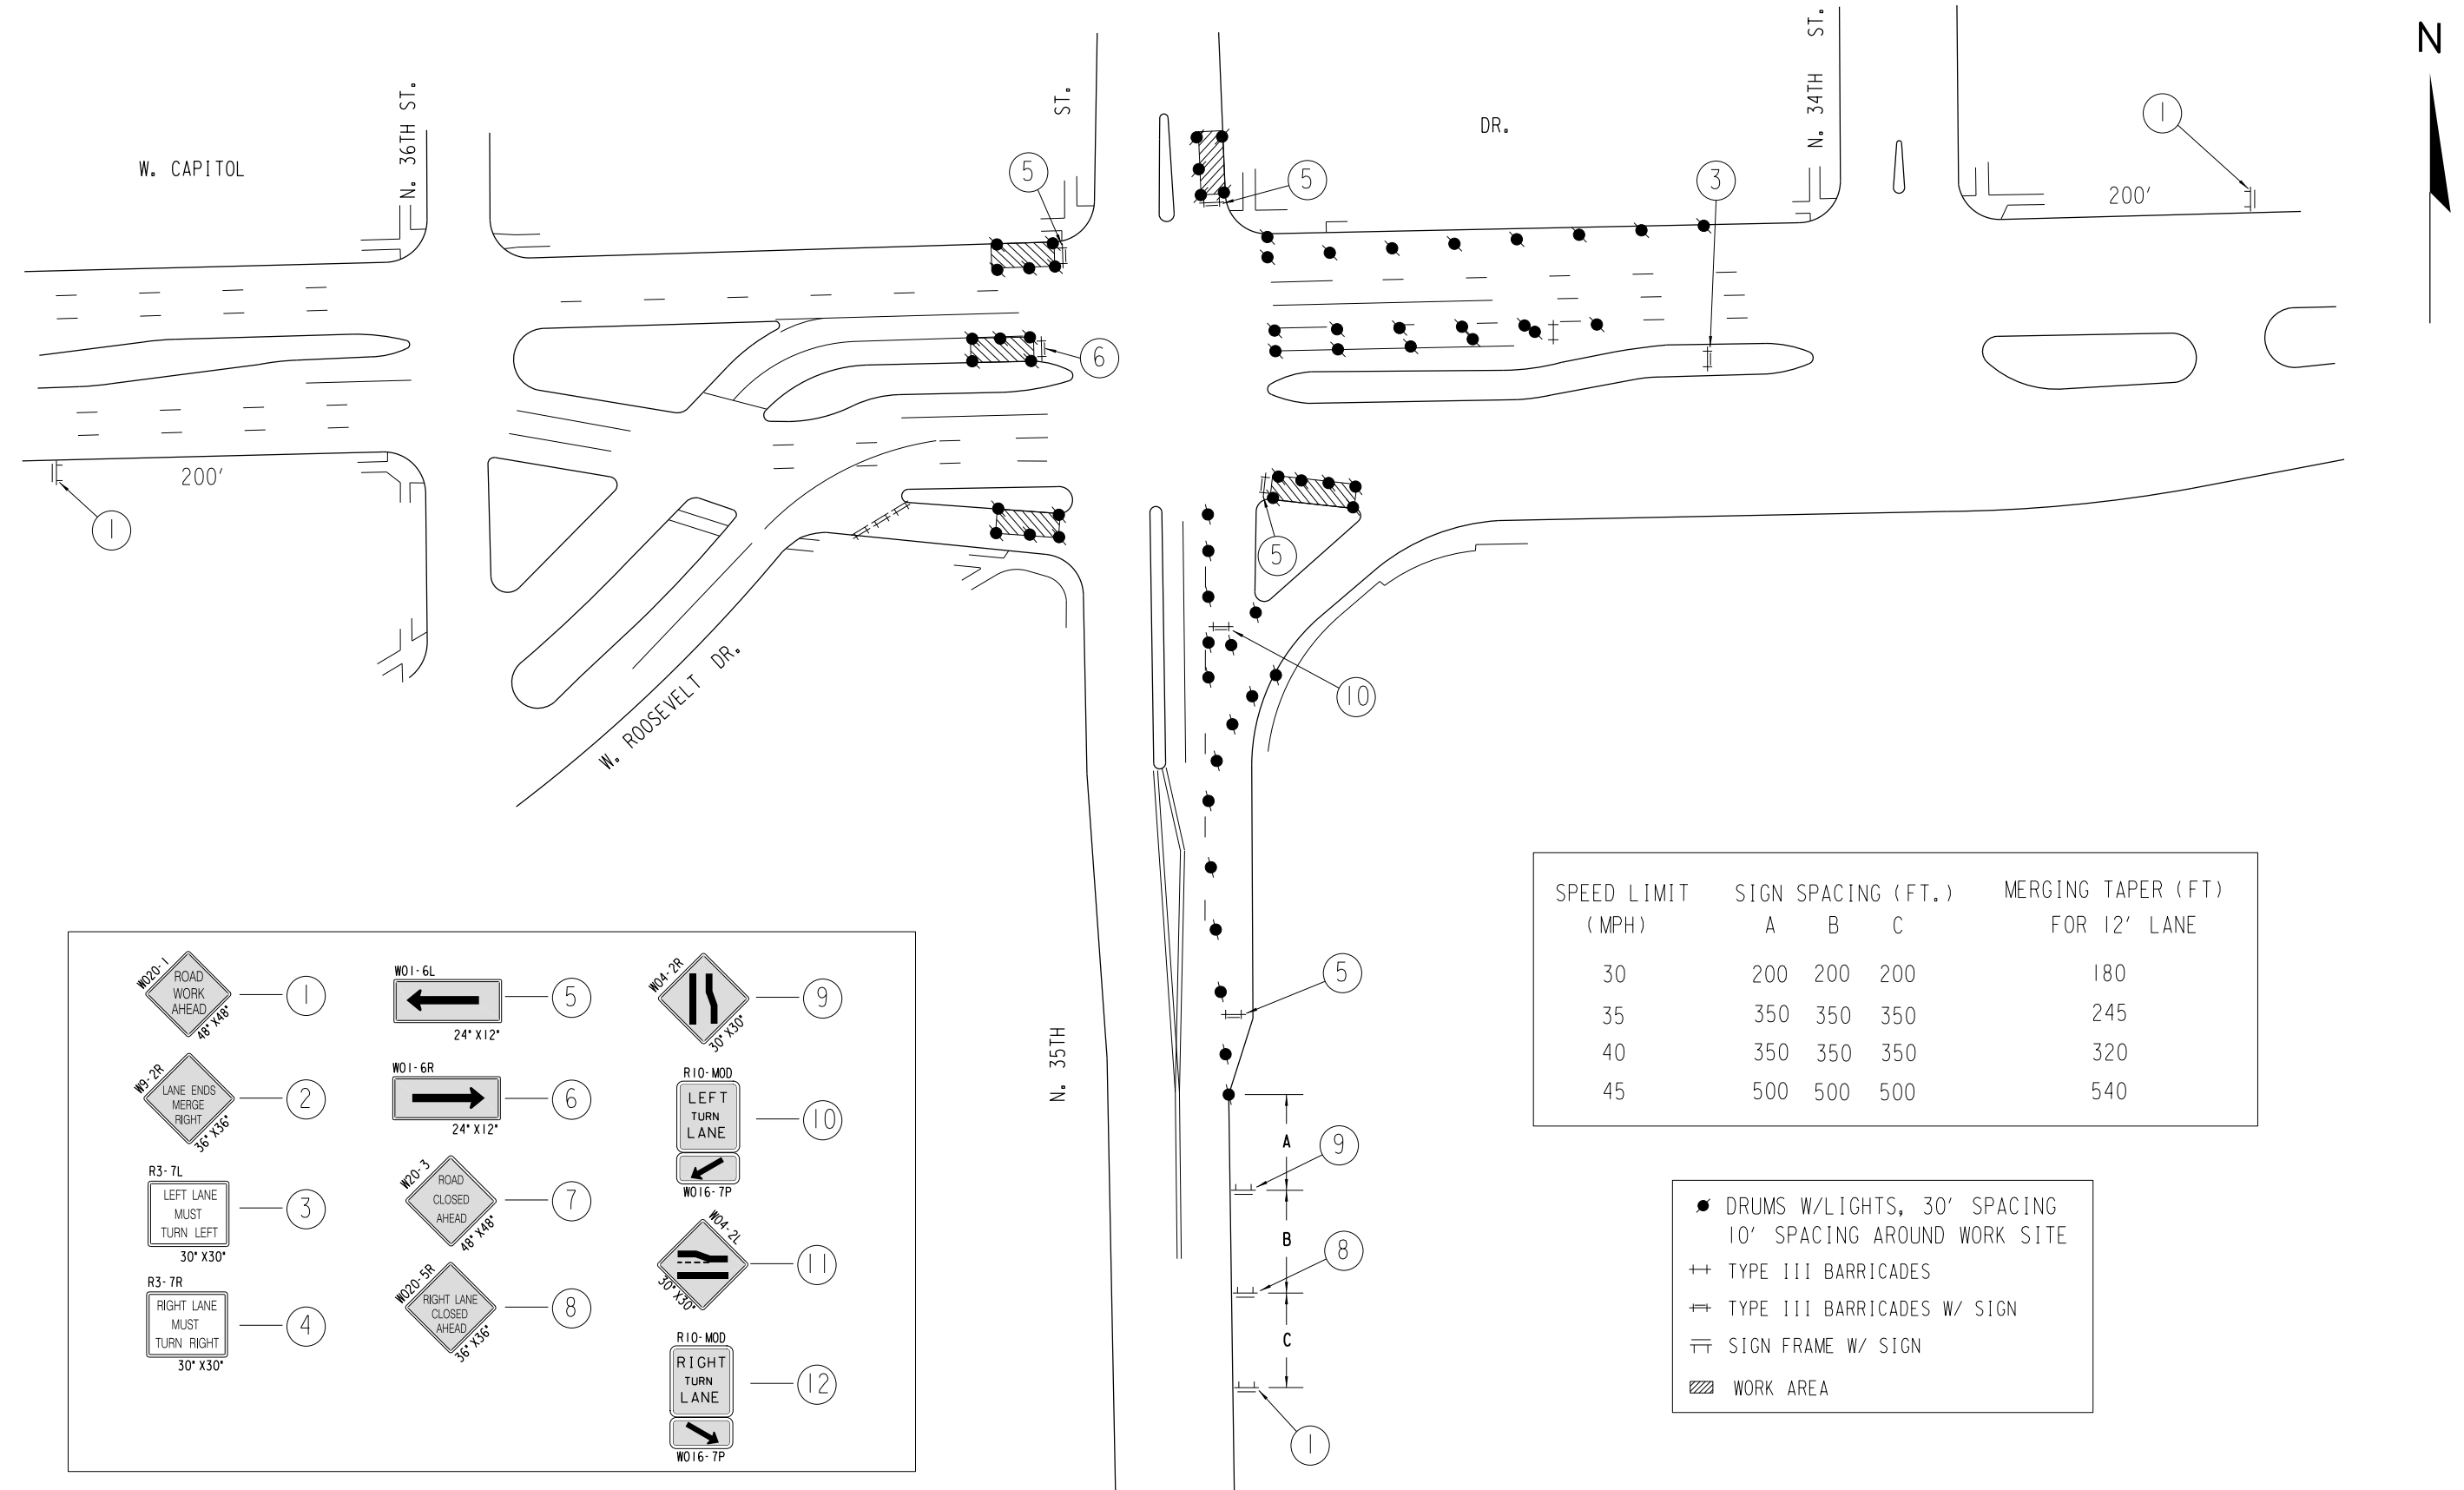 N
W. CAPITOL
N. 36TH ST.
ST.
DR.
N. 34TH ST.
200'
1
5
5
3
6
200'
1
5
10
W. ROOSEVELT DR.
N. 35TH
5
A
9
B
8
C
1
WO20-1
ROAD
WORK
AHEAD
48"X48"
1
W9-2R
LANE ENDS
MERGE
RIGHT
36"X36"
2
R3-7L
LEFT LANE
MUST
TURN LEFT
30"X30"
3
R3-7R
RIGHT LANE
MUST
TURN RIGHT
30"X30"
4
WO1-6L
24"X12"
5
WO1-6R
24"X12"
6
W20-3
ROAD
CLOSED
AHEAD
48"X48"
7
WO20-5R
RIGHT LANE
CLOSED
AHEAD
36"X36"
8
WO4-2R
30"X30"
9
R10-MOD
LEFT
TURN
LANE
WO16-7P
10
WO4-2L
30"X30"
11
R10-MOD
RIGHT
TURN
LANE
WO16-7P
12
SPEED LIMIT SIGN SPACING (FT.) MERGING TAPER (FT)
(MPH) A B C FOR 12' LANE
30 200 200 200 180
35 350 350 350 245
40 350 350 350 320
45 500 500 500 540
DRUMS W/LIGHTS, 30' SPACING
10' SPACING AROUND WORK SITE
TYPE III BARRICADES
TYPE III BARRICADES W/ SIGN
SIGN FRAME W/ SIGN
WORK AREA